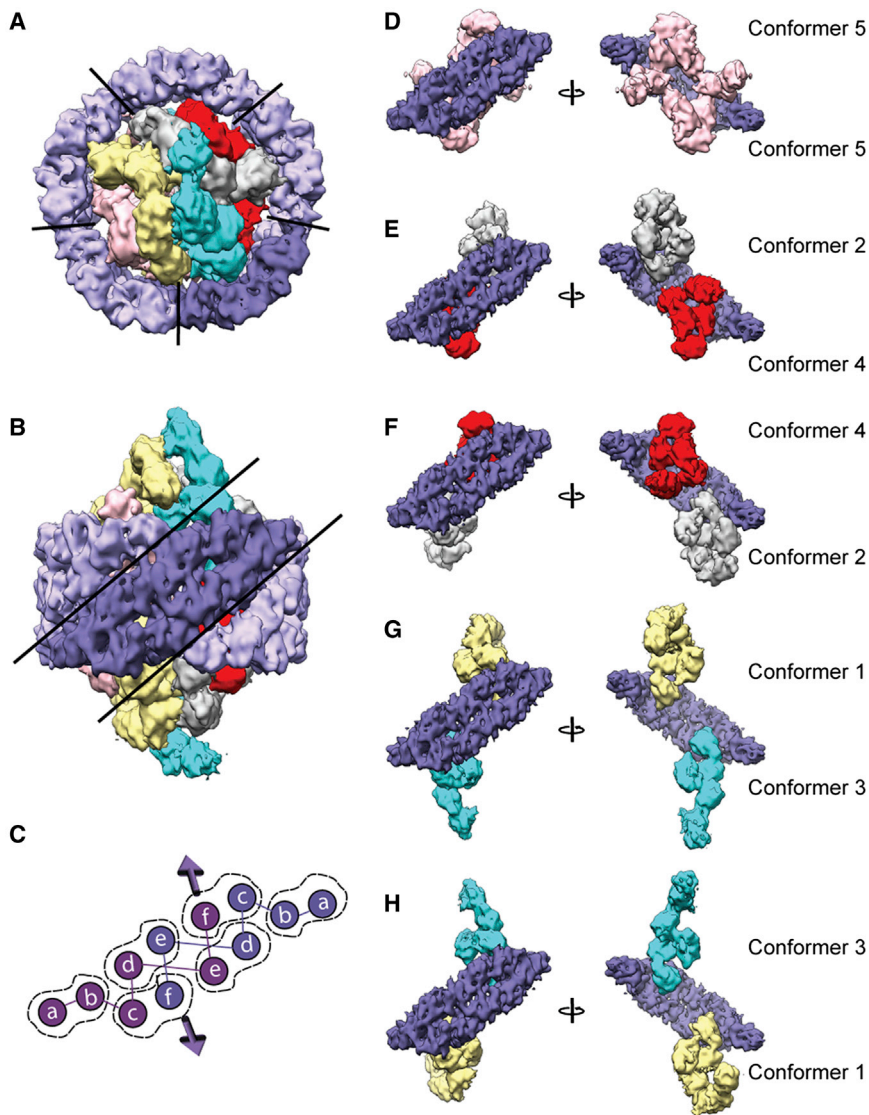 A
B
C
f
c
b
a
e
d
d
e
a
b
c
f
D
Conformer 5
Conformer 5
E
Conformer 2
Conformer 4
F
Conformer 4
Conformer 2
G
Conformer 1
Conformer 3
H
Conformer 3
Conformer 1